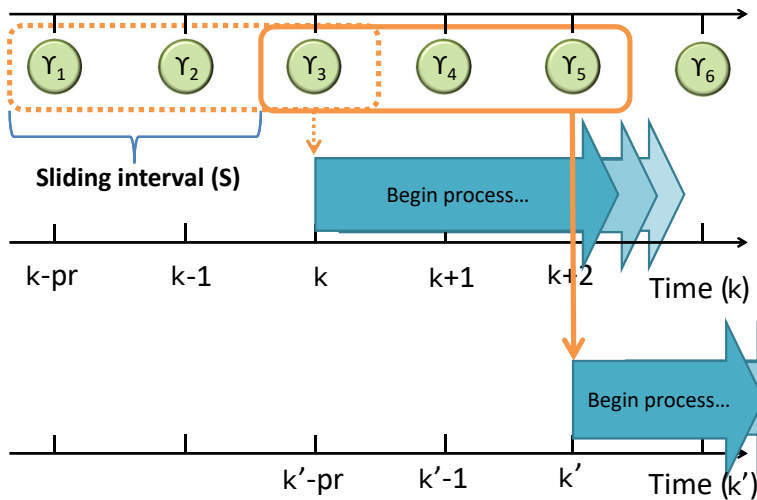 ϒ1 ϒ2 ϒ3 ϒ4 ϒ5 ϒ6
Sliding interval (S)
Begin process...
k-pr k-1 k k+1 k+2 Time (k)
Begin process...
k'-pr k'-1 k' Time (k')